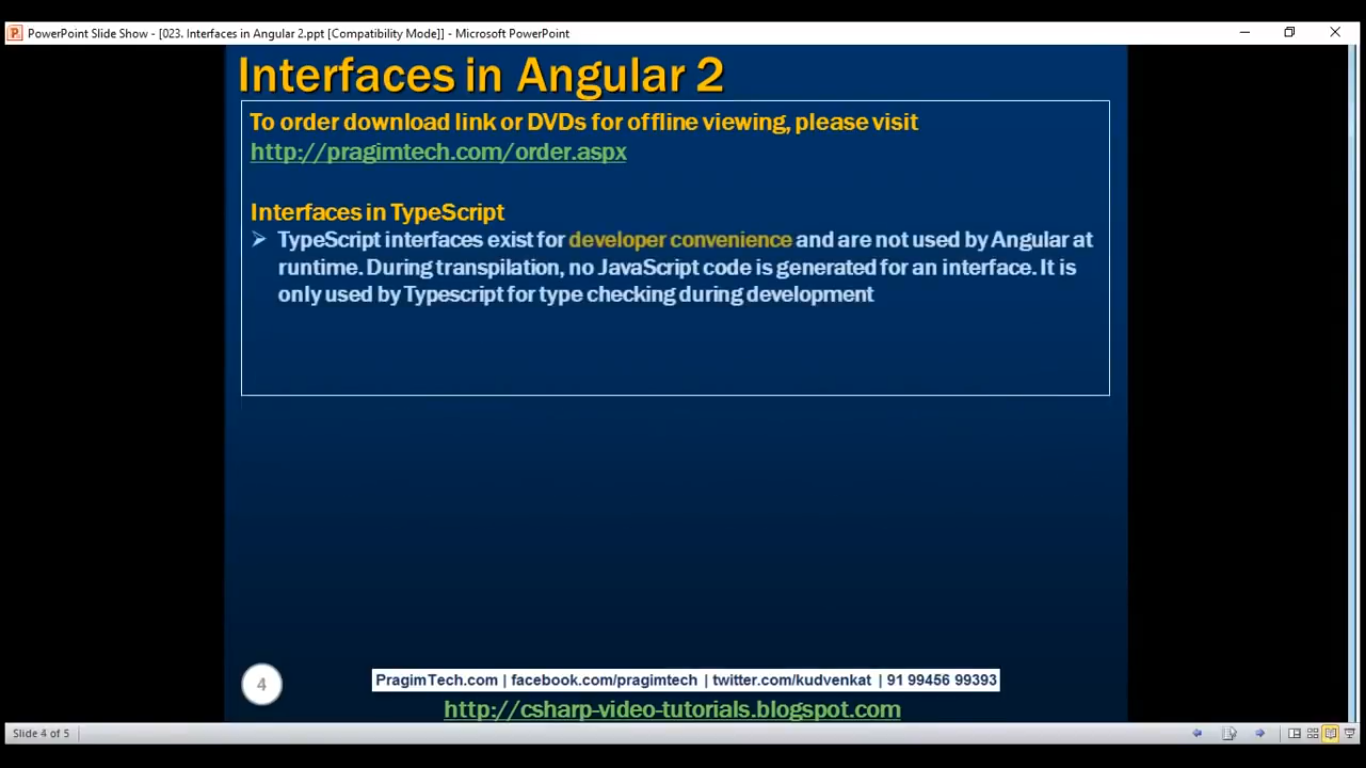 PowerPoint Slide Show - [023. Interfaces in Angular 2.ppt [Compatibility Mode]] - Microsoft PowerPoint
Interfaces in Angular 2
To order download link or DVDs for offline viewing, please visit
http://pragimtech.com/order.aspx
Interfaces in TypeScript
➢ TypeScript interfaces exist for developer convenience and are not used by Angular at
runtime. During transpilation, no JavaScript code is generated for an interface. It is
only used by Typescript for type checking during development
4
PragimTech.com | facebook.com/pragimtech | twitter.com/kudvenkat | 91 99456 99393
http://csharp-video-tutorials.blogspot.com
Slide 4 of 5